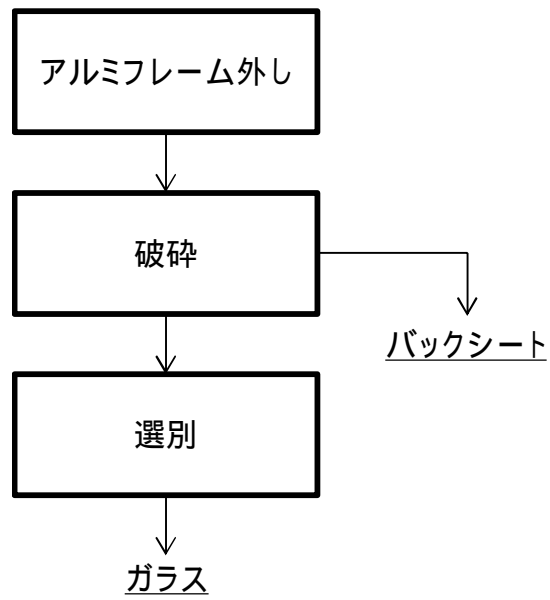 アルミフレーム外し
破砕
バックシート
選別
ガラス